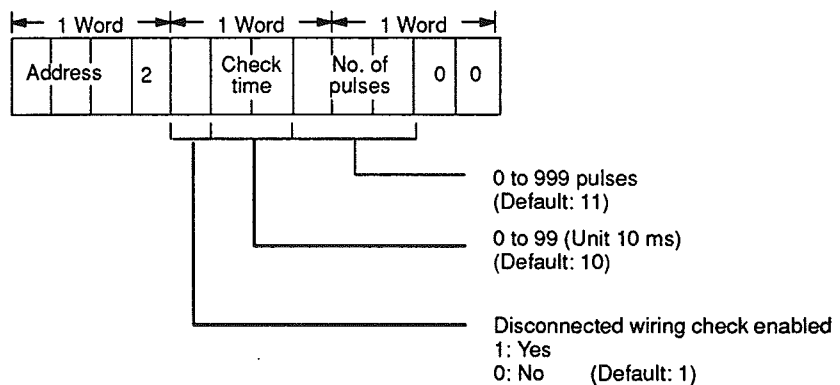 1 Word 1 Word 1 Word
Address 2 Check time No. of pulses 0 0
0 to 999 pulses
(Default: 11)
0 to 99 (Unit 10 ms)
(Default: 10)
Disconnected wiring check enabled
1: Yes
0: No (Default: 1)